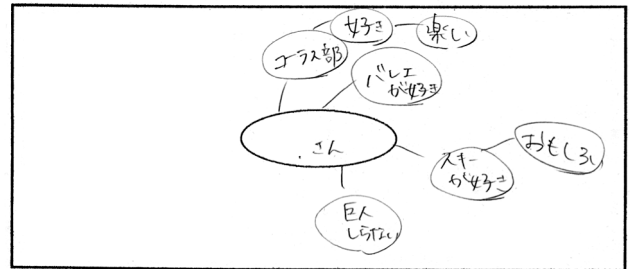 好き
楽しい
コーラス部
バレエ
が好き
さん
スキー
が好き
おもしろい
巨人
しらない